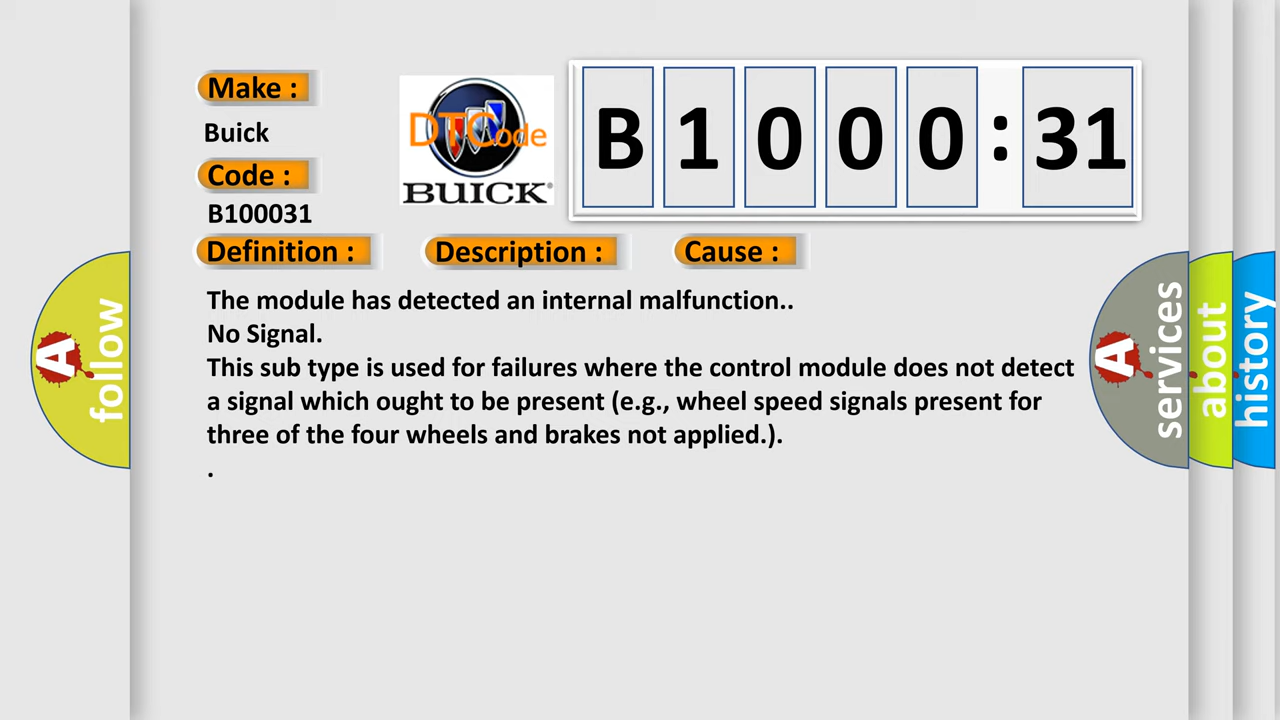 Make :
Buick
Code :
B100031
DTCode
BUICK®
B 1 0 0 0 : 31
Definition :
Description :
Cause :
The module has detected an internal malfunction..
No Signal.
This sub type is used for failures where the control module does not detect
a signal which ought to be present (e.g., wheel speed signals present for
three of the four wheels and brakes not applied).
.
A follow
A services
about
history